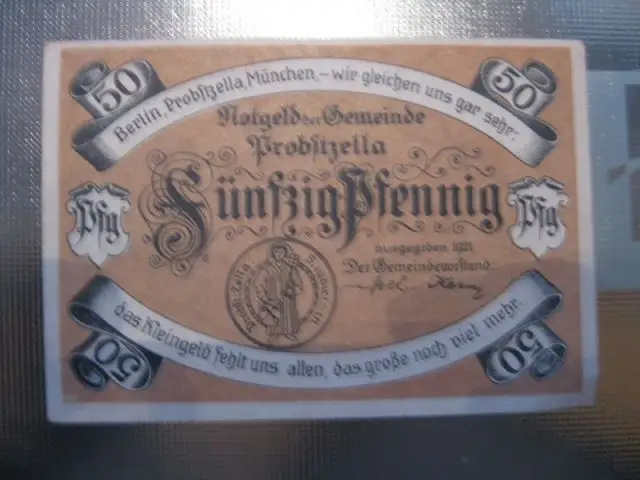 50 50
Berlin, Probstzella, München,- wir gleichen uns gar sehr:
Notgeld der Gemeinde
Probstzella
Fünfzig Pfennig
Pfg Pfg
ausgegeben 1921
Der Gemeindevorstand:
das Kleingeld fehlt uns allen, das große noch viel mehr.
50 50